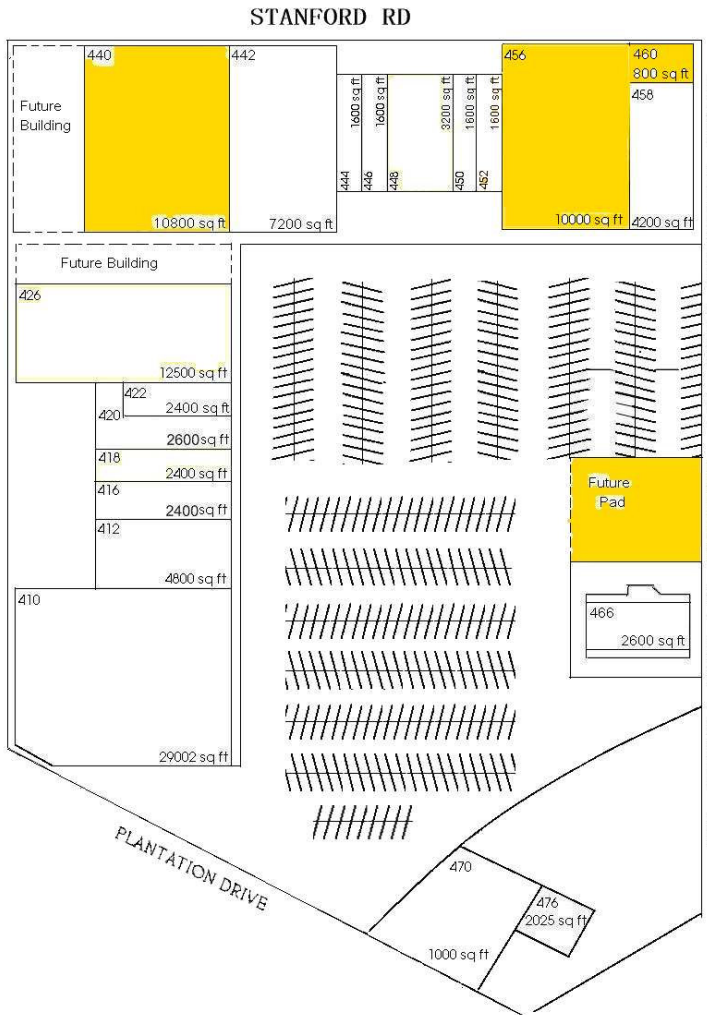 STANFORD RD
440
442
456
460
800 sq ft
458
Future
Building
1600 sq ft
1600 sq ft
3200 sq ft
1600 sq ft
1600 sq ft
444
446
448
450
452
10800 sq ft
7200 sq ft
10000 sq ft
4200 sq ft
Future Building
426
12500 sq ft
422
2400 sq ft
420
2600sq ft
418
2400 sq ft
416
2400sq ft
412
4800 sq ft
410
29002 sq ft
Future
Pad
466
2600 sq ft
PLANTATION DRIVE
470
476
2025 sq ft
1000 sq ft